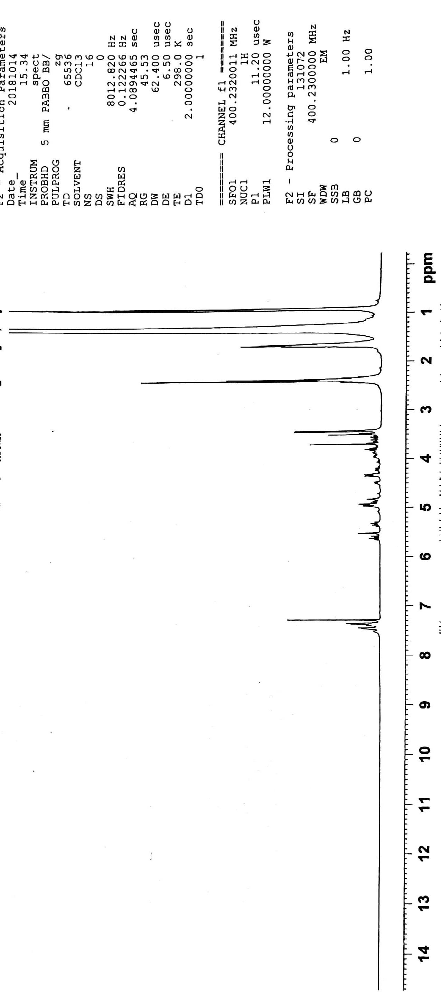 F2 - Acquisition Parameters
Date_ 20181014
Time 15.34
INSTRUM spect
PROBHD 5 mm PABBO BB/
PULPROG zg
TD 65536
SOLVENT CDCl3
NS 16
DS 0
SWH 8012.820 Hz
FIDRES 0.122266 Hz
AQ 4.0894465 sec
RG 45.53
DW 62.400 usec
DE 6.50 usec
TE 298.0 K
D1 2.00000000 sec
TD0 1
======== CHANNEL f1 ========
SFO1 400.2320011 MHz
NUC1 1H
P1 11.20 usec
PLW1 12.00000000 W
F2 - Processing parameters
SI 131072
SF 400.2300000 MHz
WDW EM
SSB 0
LB 1.00 Hz
GB 0
PC 1.00
14 13 12 11 10 9 8 7 6 5 4 3 2 1 ppm